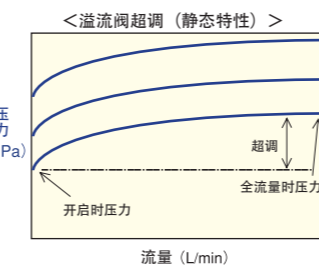 ＜溢流阀超调（静态特性）＞
压
力
Pa）
超调
全流量时压力
开启时压力
流量（L/min）